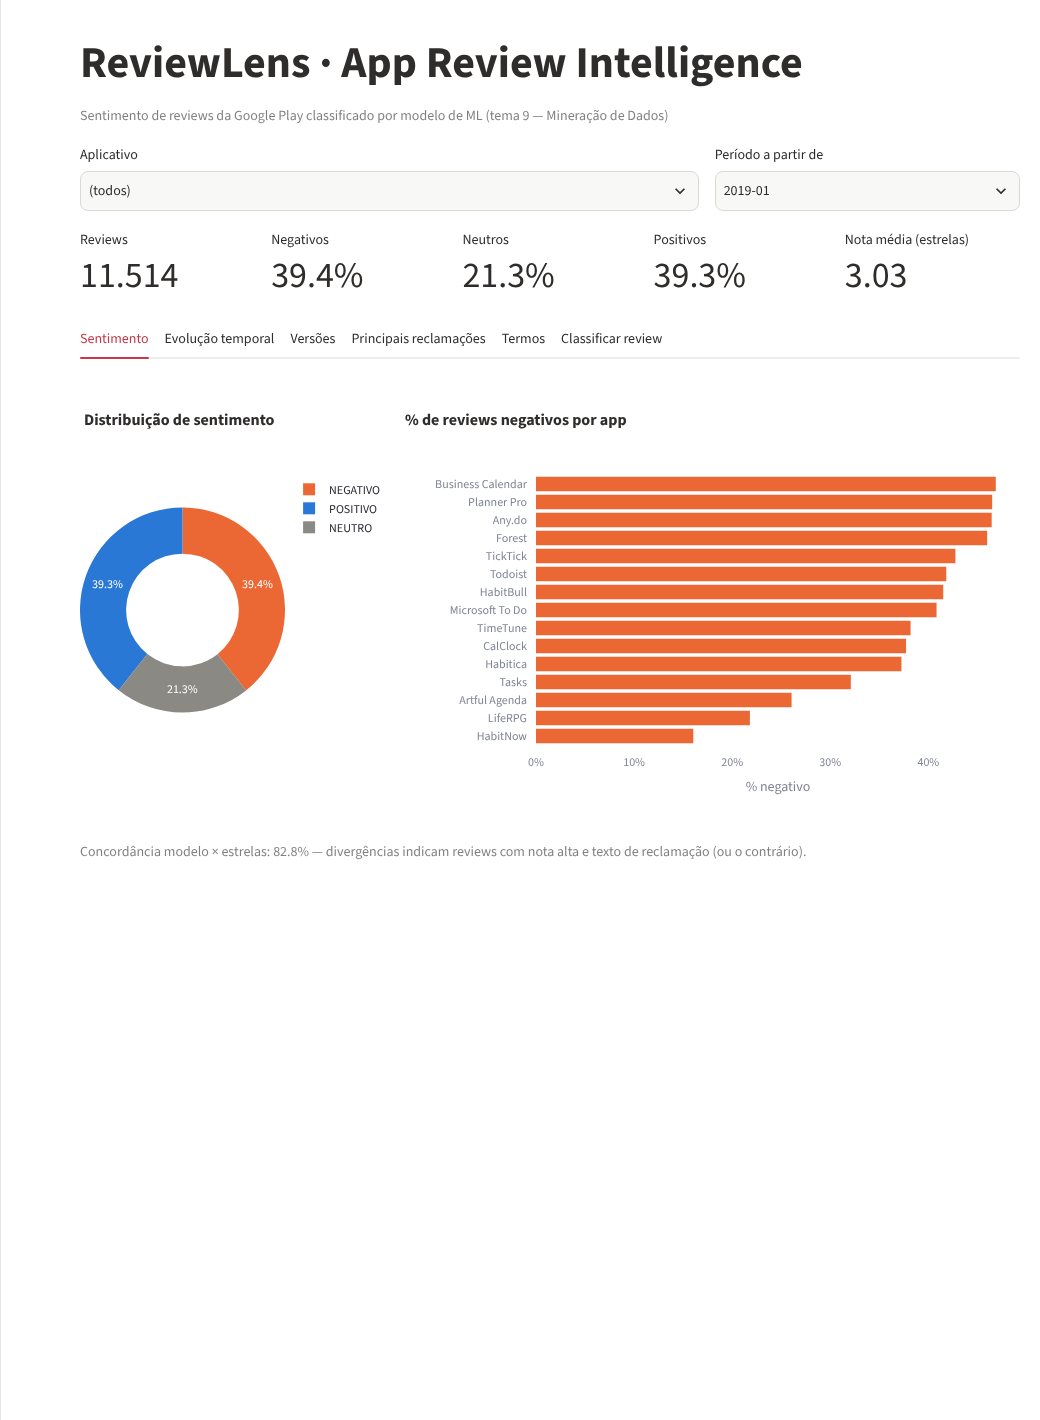 ReviewLens · App Review Intelligence
Sentimento de reviews da Google Play classificado por modelo de ML (tema 9 — Mineração de Dados)
Aplicativo
Período a partir de
(todos)
2019-01
Reviews
Negativos
Neutros
Positivos
Nota média (estrelas)
11.514
39.4%
21.3%
39.3%
3.03
Sentimento
Evolução temporal
Versões
Principais reclamações
Termos
Classificar review
Distribuição de sentimento
NEGATIVO
POSITIVO
NEUTRO
39.3%
39.4%
21.3%
% de reviews negativos por app
Business Calendar
Planner Pro
Any.do
Forest
TickTick
Todoist
HabitBull
Microsoft To Do
TimeTune
CalClock
Habitica
Tasks
Artful Agenda
LifeRPG
HabitNow
0%
10%
20%
30%
40%
% negativo
Concordância modelo × estrelas: 82.8% — divergências indicam reviews com nota alta e texto de reclamação (ou o contrário).